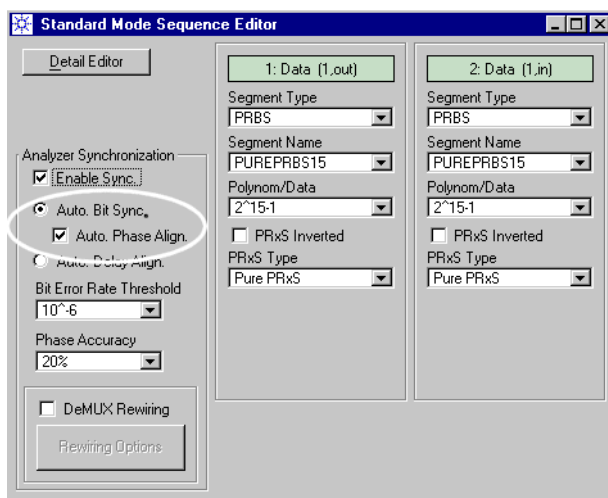 Standard Mode Sequence Editor
Detail Editor
Analyzer Synchronization
Enable Sync.
Auto. Bit Sync.
Auto. Phase Align.
Auto. Delay Align.
Bit Error Rate Threshold
10^-6
Phase Accuracy
20%
DeMUX Rewiring
Rewiring Options
1: Data (1,out)
Segment Type
PRBS
Segment Name
PUREPRBS15
Polynom/Data
2^15-1
PRxS Inverted
PRxS Type
Pure PRxS
2: Data (1,in)
Segment Type
PRBS
Segment Name
PUREPRBS15
Polynom/Data
2^15-1
PRxS Inverted
PRxS Type
Pure PRxS